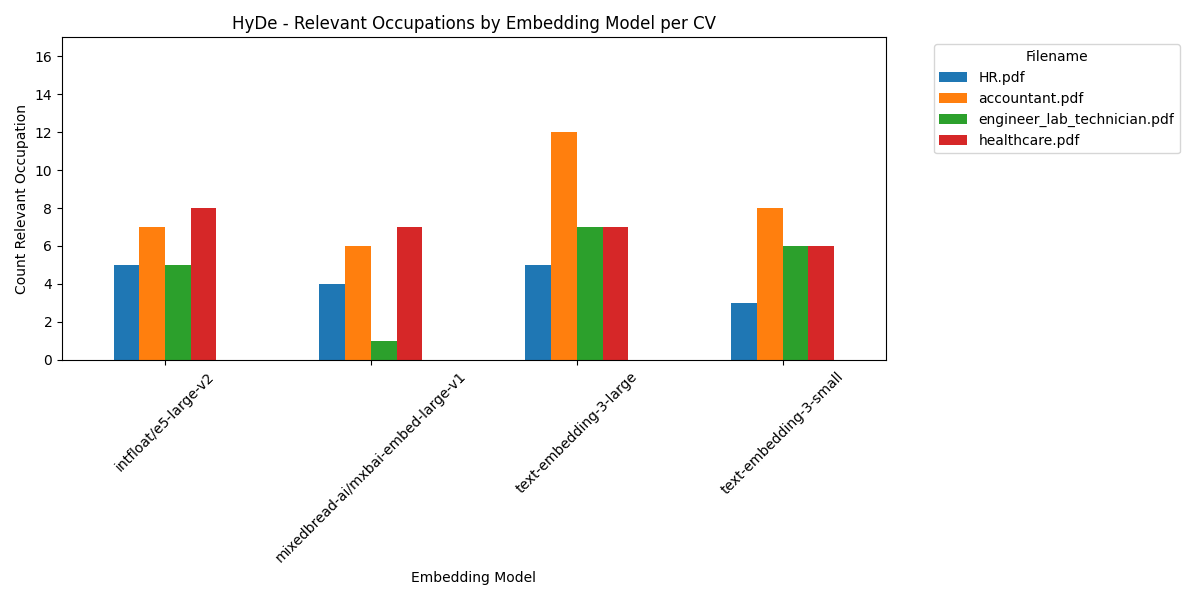 HyDe - Relevant Occupations by Embedding Model per CV
Count Relevant Occupation
16
14
12
10
8
6
4
2
0
intfloat/e5-large-v2
mixedbread-ai/mxbai-embed-large-v1
text-embedding-3-large
text-embedding-3-small
Embedding Model
Filename
HR.pdf
accountant.pdf
engineer_lab_technician.pdf
healthcare.pdf